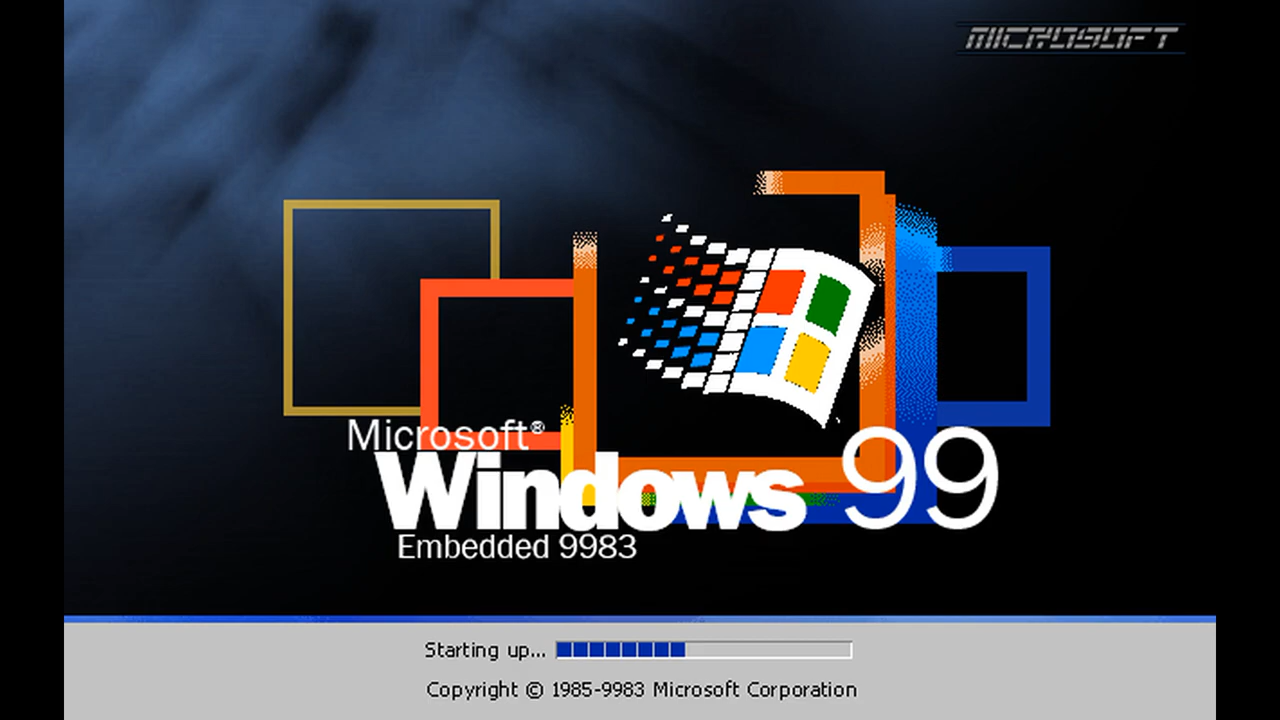 MICROSOFT
Microsoft®
Windows 99
Embedded 9983
Starting up...
Copyright © 1985-9983 Microsoft Corporation